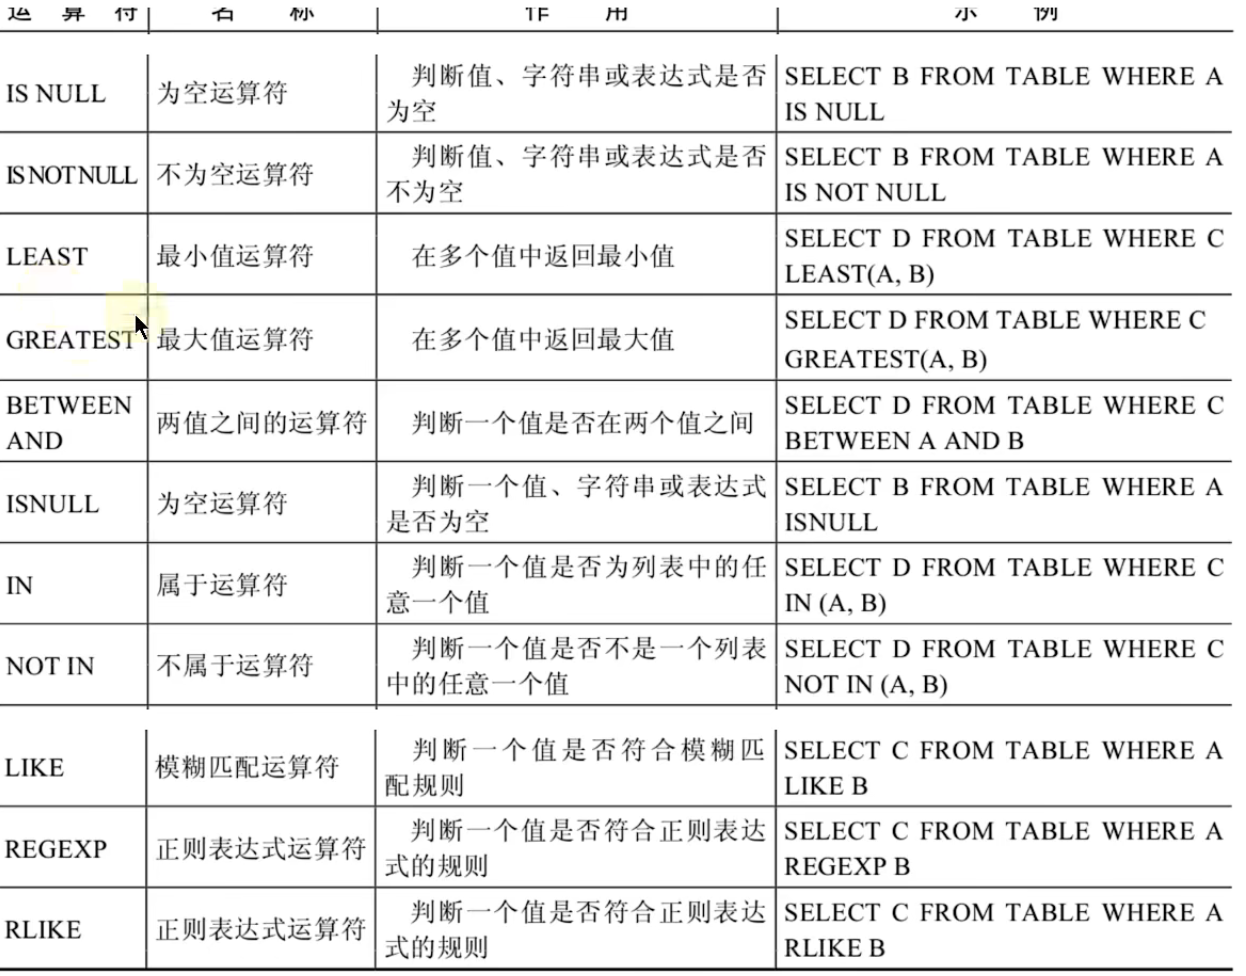 运 算 符 名 称 作 用 示 例
IS NULL 为空运算符 判断值、字符串或表达式是否为空 SELECT B FROM TABLE WHERE A IS NULL
IS NOT NULL 不为空运算符 判断值、字符串或表达式是否不为空 SELECT B FROM TABLE WHERE A IS NOT NULL
LEAST 最小值运算符 在多个值中返回最小值 SELECT D FROM TABLE WHERE C LEAST(A, B)
GREATEST 最大值运算符 在多个值中返回最大值 SELECT D FROM TABLE WHERE C GREATEST(A, B)
BETWEEN AND 两值之间的运算符 判断一个值是否在两个值之间 SELECT D FROM TABLE WHERE C BETWEEN A AND B
ISNULL 为空运算符 判断一个值、字符串或表达式是否为空 SELECT B FROM TABLE WHERE A ISNULL
IN 属于运算符 判断一个值是否为列表中的任意一个值 SELECT D FROM TABLE WHERE C IN (A, B)
NOT IN 不属于运算符 判断一个值是否不是一个列表中的任意一个值 SELECT D FROM TABLE WHERE C NOT IN (A, B)
LIKE 模糊匹配运算符 判断一个值是否符合模糊匹配规则 SELECT C FROM TABLE WHERE A LIKE B
REGEXP 正则表达式运算符 判断一个值是否符合正则表达式的规则 SELECT C FROM TABLE WHERE A REGEXP B
RLIKE 正则表达式运算符 判断一个值是否符合正则表达式的规则 SELECT C FROM TABLE WHERE A RLIKE B